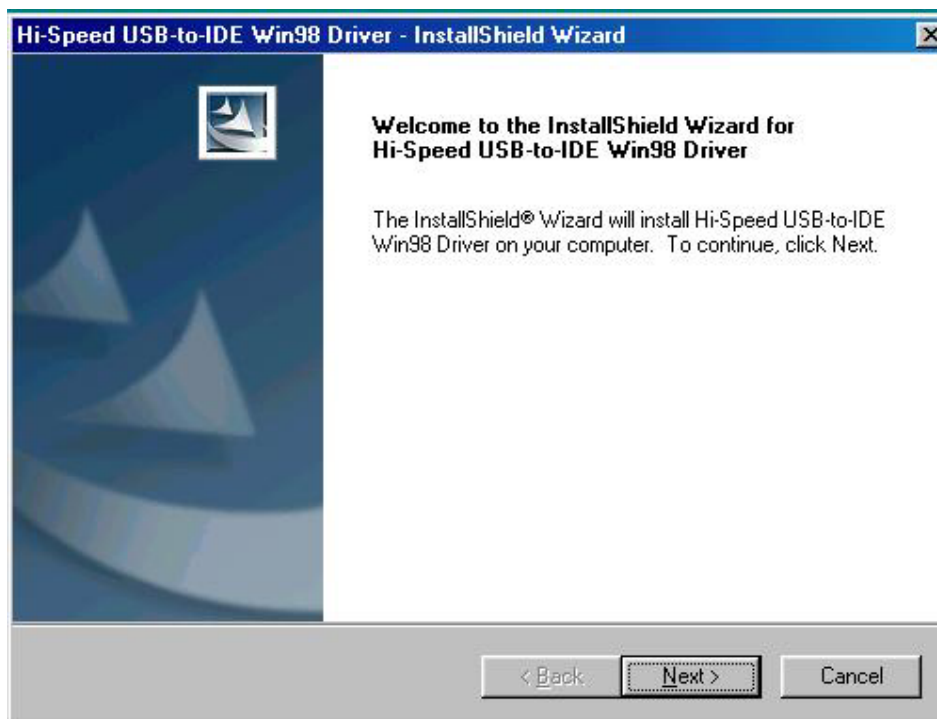 Hi-Speed USB-to-IDE Win98 Driver - InstallShield Wizard
Welcome to the InstallShield Wizard for
Hi-Speed USB-to-IDE Win98 Driver
The InstallShield® Wizard will install Hi-Speed USB-to-IDE
Win98 Driver on your computer. To continue, click Next.
< Back Next > Cancel